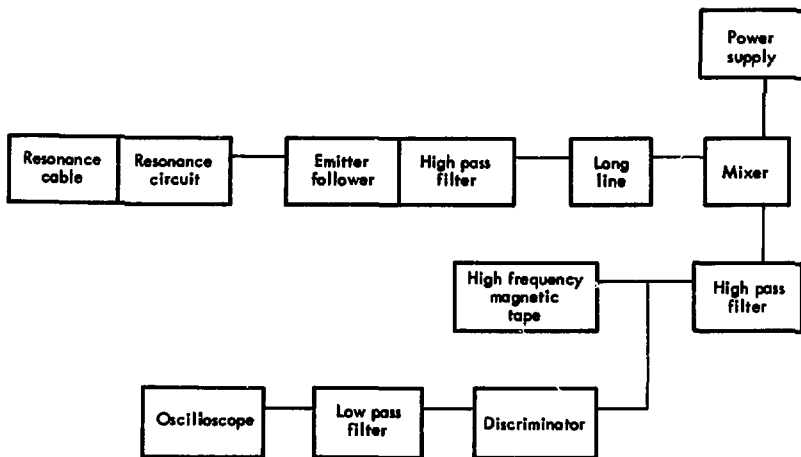 Power
supply
Resonance
cable
Resonance
circuit
Emitter
follower
High pass
filter
Long
line
Mixer
High frequency
magnetic
tape
High pass
filter
Oscilloscope
Low pass
filter
Discriminator